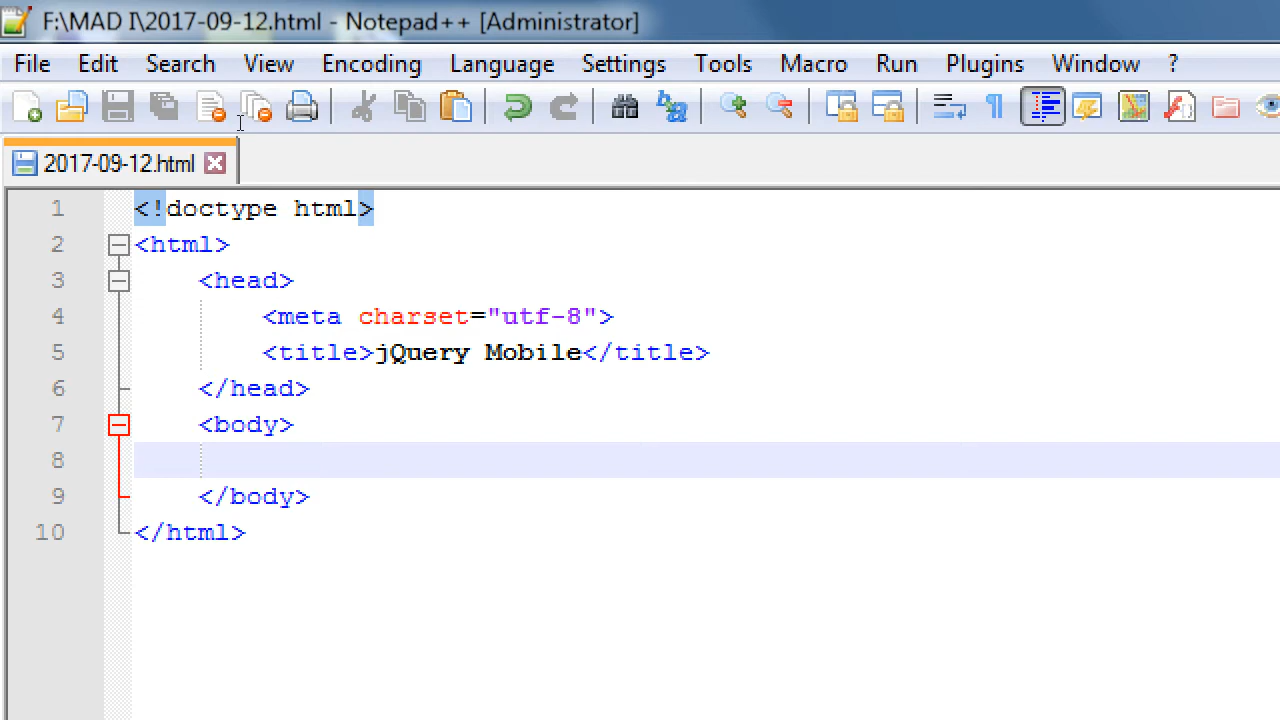 F:\MAD I\2017-09-12.html - Notepad++ [Administrator]
File Edit Search View Encoding Language Settings Tools Macro Run Plugins Window ?
2017-09-12.html
1 <!doctype html>
2 <html>
3 <head>
4 <meta charset="utf-8">
5 <title>jQuery Mobile</title>
6 </head>
7 <body>
8
9 </body>
10 </html>